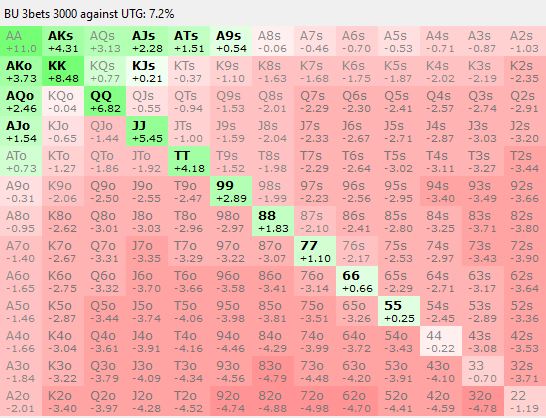 BU 3bets 3000 against UTG: 7.2%
AA AKs AQs AJs ATs A9s A8s A7s A6s A5s A4s A3s A2s
+11.0 +4.31 +3.13 +2.28 +1.51 +0.54 -0.06 -0.46 -0.70 -0.53 -0.71 -0.87 -1.03
AKo KK KQs KJs KTs K9s K8s K7s K6s K5s K4s K3s K2s
+3.73 +8.48 +0.77 +0.21 -0.37 -1.10 -1.63 -1.68 -1.75 -1.87 -2.02 -2.19 -2.35
AQo KQo QQ QJs QTs Q9s Q8s Q7s Q6s Q5s Q4s Q3s Q2s
+2.46 -0.04 +6.82 -0.55 -0.94 -1.53 -2.01 -2.29 -2.30 -2.41 -2.57 -2.74 -2.91
AJo KJo QJo JJ JTs J9s J8s J7s J6s J5s J4s J3s J2s
+1.54 -0.65 -1.44 +5.45 -1.00 -1.59 -2.04 -2.33 -2.67 -2.71 -2.87 -3.03 -3.20
ATo KTo QTo JTo TT T9s T8s T7s T6s T5s T4s T3s T2s
+0.73 -1.27 -1.86 -1.92 +4.18 -1.52 -1.98 -2.29 -2.64 -3.02 -3.11 -3.27 -3.44
A9o K9o Q9o J9o T9o 99 98s 97s 96s 95s 94s 93s 92s
-0.31 -2.06 -2.50 -2.55 -2.47 +2.89 -1.99 -2.23 -2.56 -2.95 -3.40 -3.49 -3.66
A8o K8o Q8o J8o T8o 98o 88 87s 86s 85s 84s 83s 82s
-0.95 -2.62 -3.01 -3.03 -2.96 -2.97 +1.83 -2.10 -2.41 -2.80 -3.25 -3.71 -3.80
A7o K7o Q7o J7o T7o 97o 87o 77 76s 75s 74s 73s 72s
-1.40 -2.67 -3.31 -3.35 -3.29 -3.22 -3.07 +1.10 -2.17 -2.53 -2.97 -3.43 -3.90
A6o K6o Q6o J6o T6o 96o 86o 76o 66 65s 64s 63s 62s
-1.65 -2.75 -3.32 -3.70 -3.66 -3.58 -3.41 -3.14 +0.66 -2.29 -2.71 -3.17 -3.64
A5o K5o Q5o J5o T5o 95o 85o 75o 65o 55 54s 53s 52s
-1.46 -2.87 -3.44 -3.74 -4.06 -3.98 -3.81 -3.51 -3.26 +0.25 -2.45 -2.89 -3.36
A4o K4o Q4o J4o T4o 94o 84o 74o 64o 54o 44 43s 42s
-1.66 -3.04 -3.61 -3.91 -4.16 -4.46 -4.29 -3.99 -3.72 -3.43 -0.22 -3.08 -3.53
A3o K3o Q3o J3o T3o 93o 83o 73o 63o 53o 43o 33 32s
-1.84 -3.22 -3.79 -4.09 -4.34 -4.56 -4.79 -4.48 -4.20 -3.91 -4.10 -0.70 -3.71
A2o K2o Q2o J2o T2o 92o 82o 72o 62o 52o 42o 32o 22
-2.01 -3.40 -3.97 -4.28 -4.52 -4.74 -4.88 -4.98 -4.70 -4.41 -4.59 -4.78 -1.19